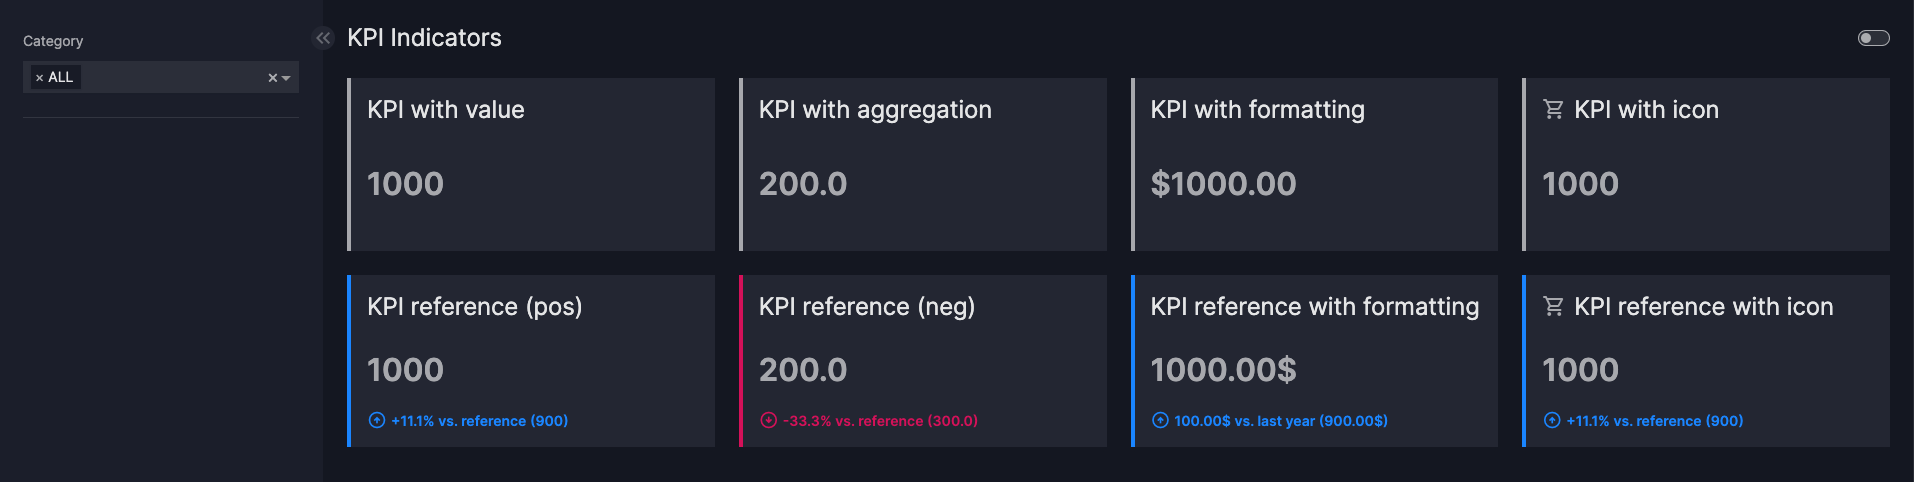 Category
× ALL
KPI Indicators
KPI with value
1000
KPI with aggregation
200.0
KPI with formatting
$1000.00
KPI with icon
1000
KPI reference (pos)
1000
+11.1% vs. reference (900)
KPI reference (neg)
200.0
-33.3% vs. reference (300.0)
KPI reference with formatting
1000.00$
100.00$ vs. last year (900.00$)
KPI reference with icon
1000
+11.1% vs. reference (900)